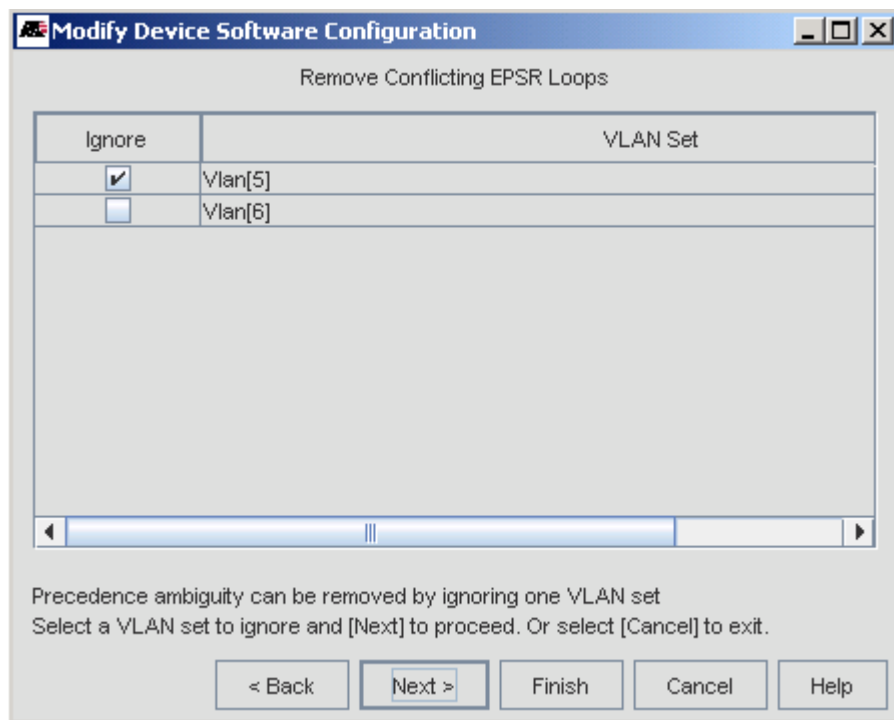 Modify Device Software Configuration
Remove Conflicting EPSR Loops
Ignore VLAN Set
Vlan[5]
Vlan[6]
Precedence ambiguity can be removed by ignoring one VLAN set
Select a VLAN set to ignore and [Next] to proceed. Or select [Cancel] to exit.
< Back Next > Finish Cancel Help